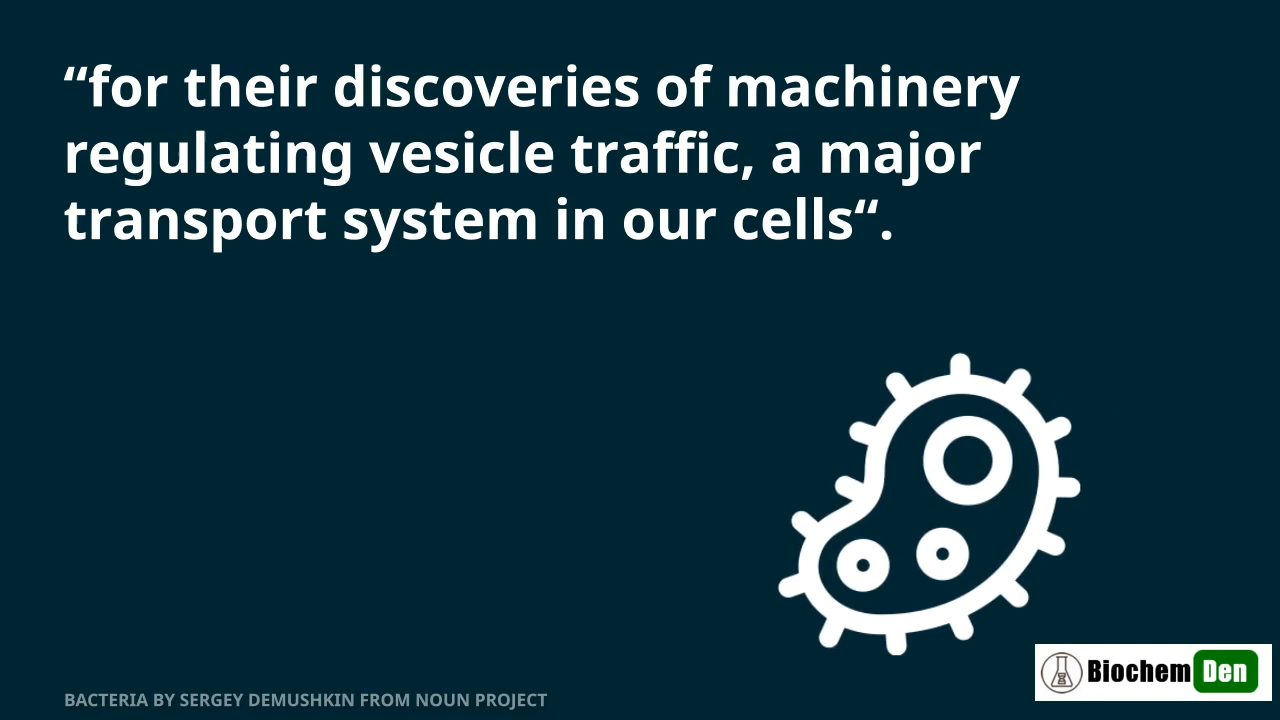 “for their discoveries of machinery
regulating vesicle traffic, a major
transport system in our cells“.
BACTERIA BY SERGEY DEMUSHKIN FROM NOUN PROJECT
Biochem Den